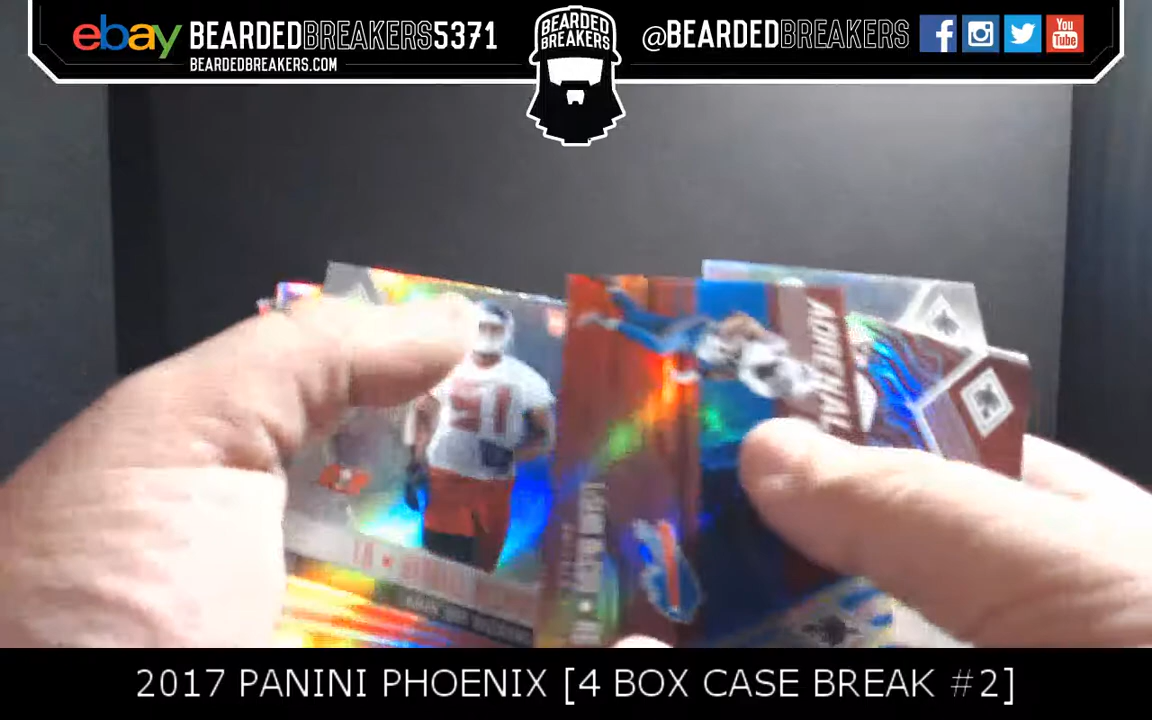 ebay BEARDEDBREAKERS5371
BEARDEDBREAKERS.COM
BEARDED
BREAKERS
@BEARDEDBREAKERS
You
Tube
2017 PANINI PHOENIX [4 BOX CASE BREAK #2]